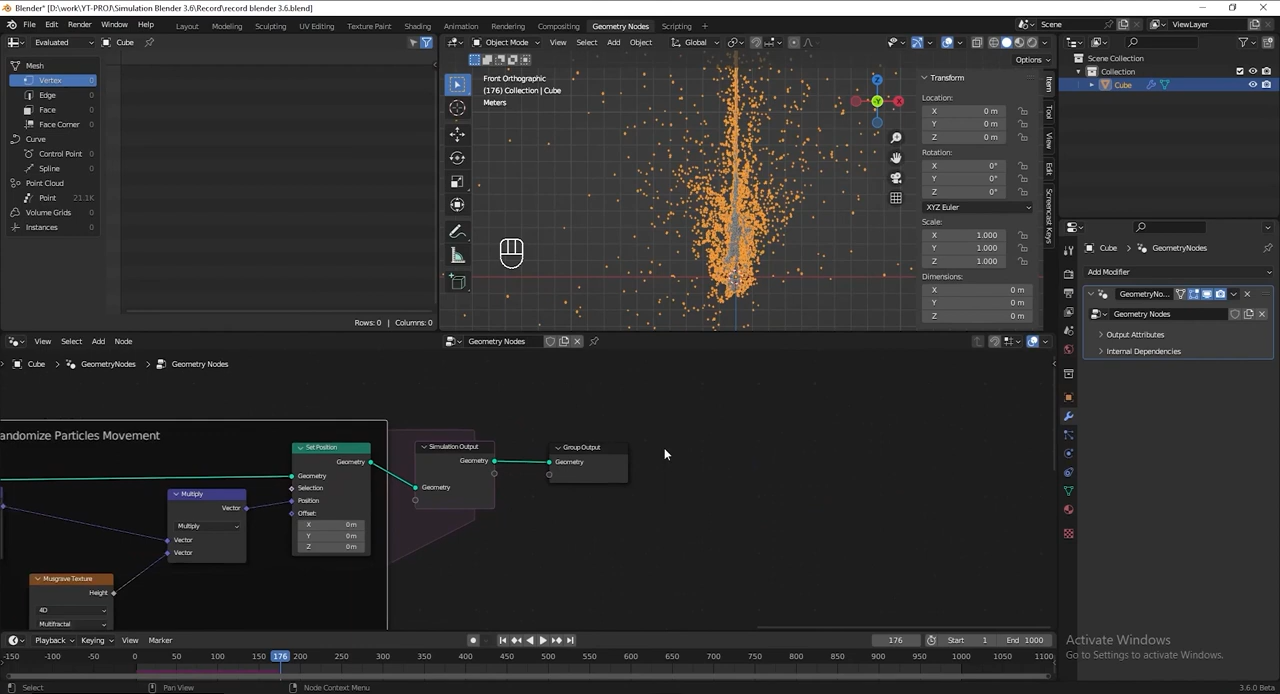 Blender* [D:\work\YT-PROJ\Simulation Blender 3.6\Record\record blender 3.6.blend]
File Edit Render Window Help Layout Modeling Sculpting UV Editing Texture Paint Shading Animation Rendering Compositing Geometry Nodes Scripting + Scene ViewLayer
Evaluated Cube
Object Mode View Select Add Object Global
Options
Mesh
Vertex 0
Edge 0
Face 0
Face Corner 0
Curve
Control Point 0
Spline 0
Point Cloud
Point 21.1K
Volume Grids 0
Instances 0
Rows: 0 | Columns: 0
Front Orthographic
(176) Collection | Cube
Meters
Z
Y
X
Transform
Location:
X 0 m
Y 0 m
Z 0 m
Rotation:
X 0°
Y 0°
Z 0°
XYZ Euler
Scale:
X 1.000
Y 1.000
Z 1.000
Dimensions:
X 0 m
Y 0 m
Z 0 m
Item
Tool
View
Edit
Screencast Keys
Scene Collection
Collection
Cube
Cube > GeometryNodes
Add Modifier
GeometryNo...
Geometry Nodes
Output Attributes
Internal Dependencies
View Select Add Node Geometry Nodes
Cube > GeometryNodes > Geometry Nodes
andomize Particles Movement
Set Position
Geometry
Geometry
Selection
Position
Offset:
X 0 m
Y 0 m
Z 0 m
Simulation Output
Geometry
Geometry
Group Output
Geometry
Multiply
Vector
Multiply
Vector
Vector
Musgrave Texture
Height
4D
Multifractal
Playback Keying View Marker 176 Start 1 End 1000
-150 -100 -50 0 50 100 150 176 250 300 350 400 450 500 550 600 650 700 750 800 850 900 950 1000 1050 1100
Activate Windows
Go to Settings to activate Windows.
Select Pan View Node Context Menu 3.6.0 Beta